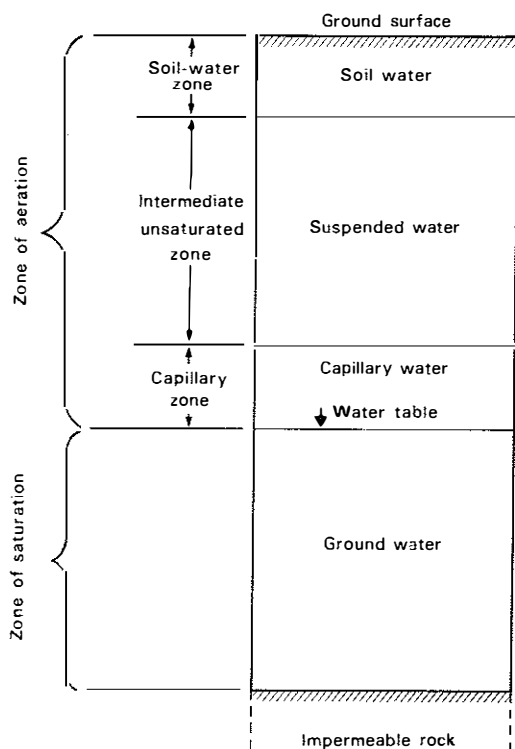 Ground surface
Soil-water
zone
Soil water
Zone of aeration
Intermediate
unsaturated
zone
Suspended water
Capillary
zone
Capillary water
Water table
Zone of saturation
Ground water
Impermeable rock